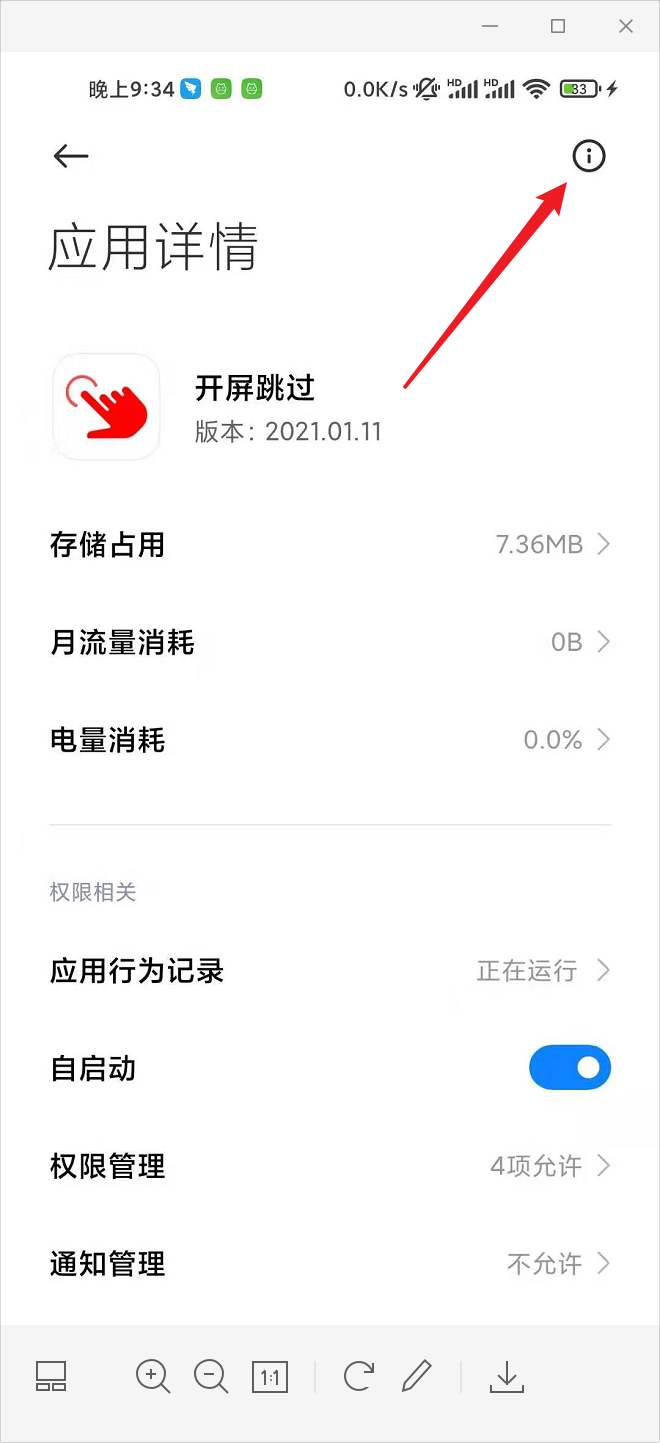 晚上9:34 0.0K/s HD HD 33
应用详情
开屏跳过
版本：2021.01.11
存储占用 7.36MB
月流量消耗 0B
电量消耗 0.0%
权限相关
应用行为记录 正在运行
自启动
权限管理 4项允许
通知管理 不允许
1:1